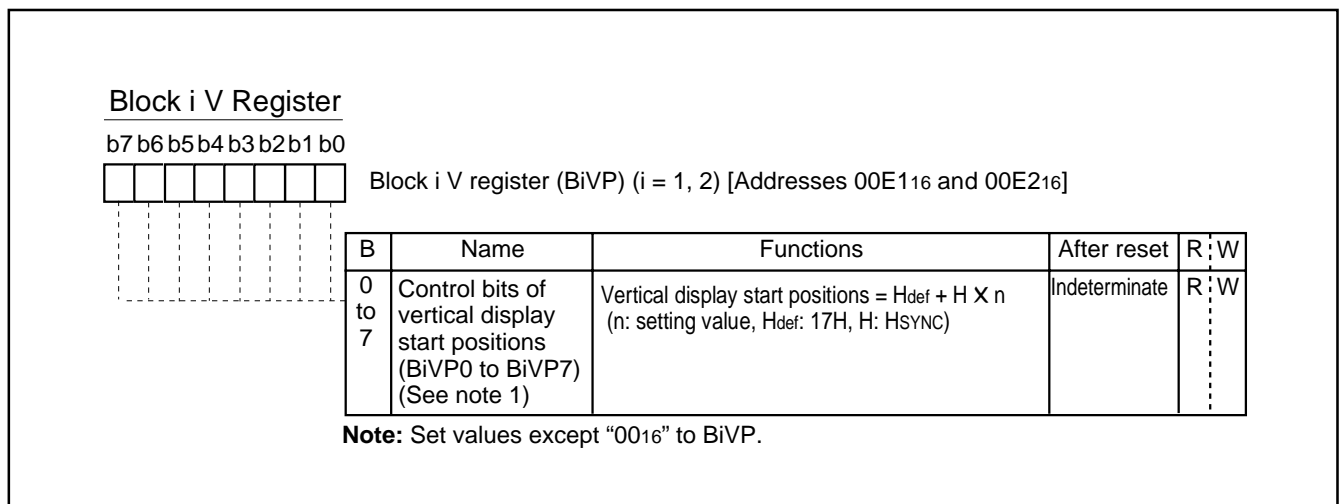 Block i V Register
b7 b6 b5 b4 b3 b2 b1 b0
Block i V register (BiVP) (i = 1, 2) [Addresses 00E116 and 00E216]
B Name Functions After reset R W
0 to 7 Control bits of vertical display start positions (BiVP0 to BiVP7) (See note 1) Vertical display start positions = Hdef + H X n (n: setting value, Hdef: 17H, H: HSYNC) Indeterminate R W
Note: Set values except “0016” to BiVP.